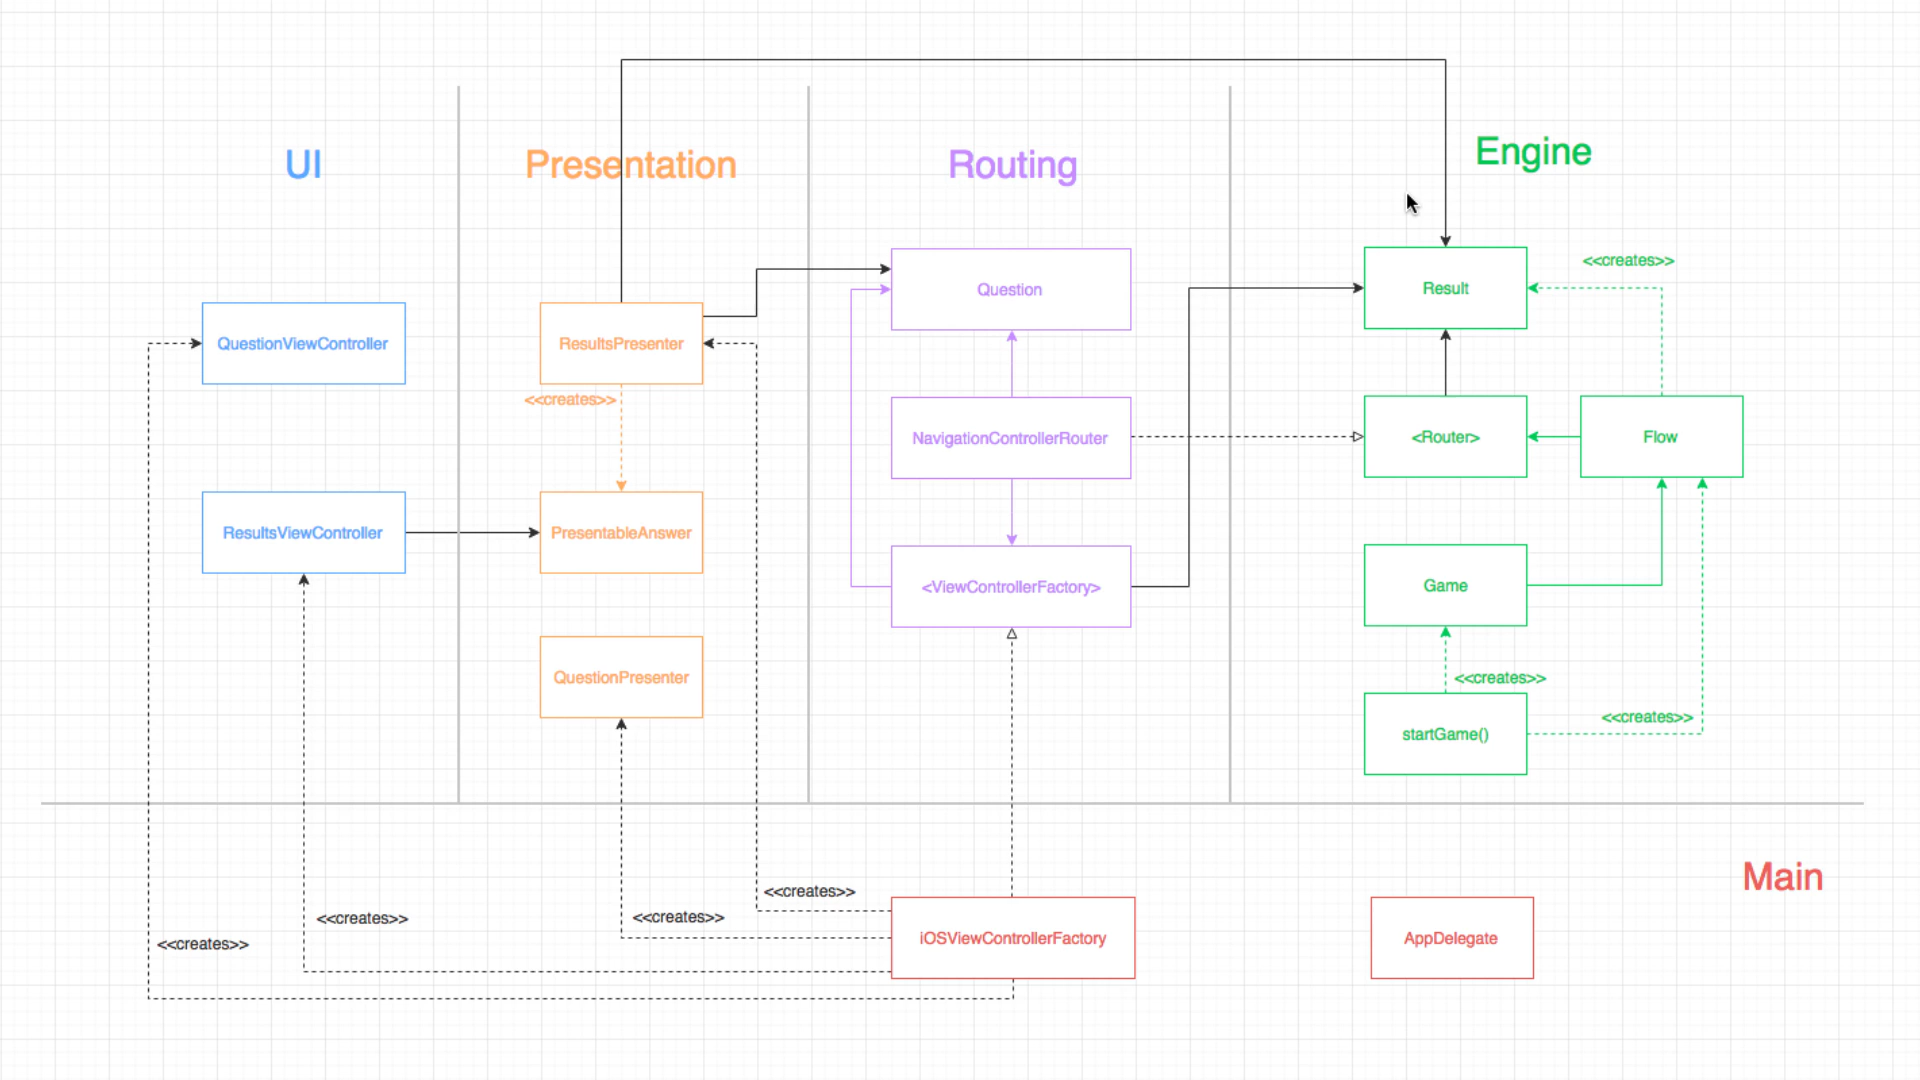 UI
Presentation
Routing
Engine
<<creates>>
Question
Result
QuestionViewController
ResultsPresenter
<<creates>>
NavigationControllerRouter
<Router>
Flow
ResultsViewController
PresentableAnswer
<ViewControllerFactory>
Game
QuestionPresenter
<<creates>>
<<creates>>
startGame()
Main
<<creates>>
<<creates>>
<<creates>>
<<creates>>
iOSViewControllerFactory
AppDelegate